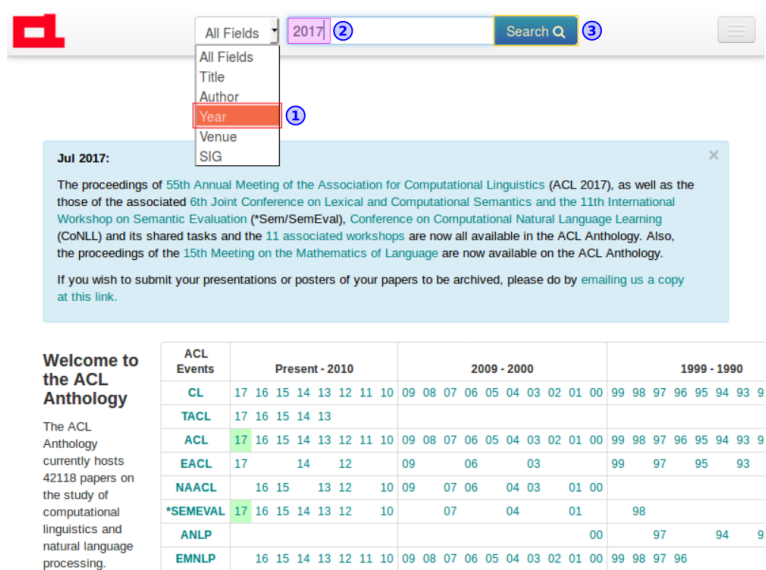 All Fields 2017 2 Search 3
All Fields
Title
Author
Year 1
Venue
SIG
×
Jul 2017:
The proceedings of 55th Annual Meeting of the Association for Computational Linguistics (ACL 2017), as well as the
those of the associated 6th Joint Conference on Lexical and Computational Semantics and the 11th International
Workshop on Semantic Evaluation (*Sem/SemEval), Conference on Computational Natural Language Learning
(CoNLL) and its shared tasks and the 11 associated workshops are now all available in the ACL Anthology. Also,
the proceedings of the 15th Meeting on the Mathematics of Language are now available on the ACL Anthology.
If you wish to submit your presentations or posters of your papers to be archived, please do by emailing us a copy
at this link.
Welcome to
the ACL
Anthology
The ACL
Anthology
currently hosts
42118 papers on
the study of
computational
linguistics and
natural language
processing.
ACL
Events Present - 2010 2009 - 2000 1999 - 1990
CL 17 16 15 14 13 12 11 10 09 08 07 06 05 04 03 02 01 00 99 98 97 96 95 94 93 9
TACL 17 16 15 14 13
ACL 17 16 15 14 13 12 11 10 09 08 07 06 05 04 03 02 01 00 99 98 97 96 95 94 93 9
EACL 17 14 12 09 06 03 99 97 95 93
NAACL 16 15 13 12 10 09 07 06 04 03 01 00
*SEMEVAL 17 16 15 14 13 12 10 07 04 01 98
ANLP 00 97 94 9
EMNLP 16 15 14 13 12 11 10 09 08 07 06 05 04 03 02 01 00 99 98 97 96